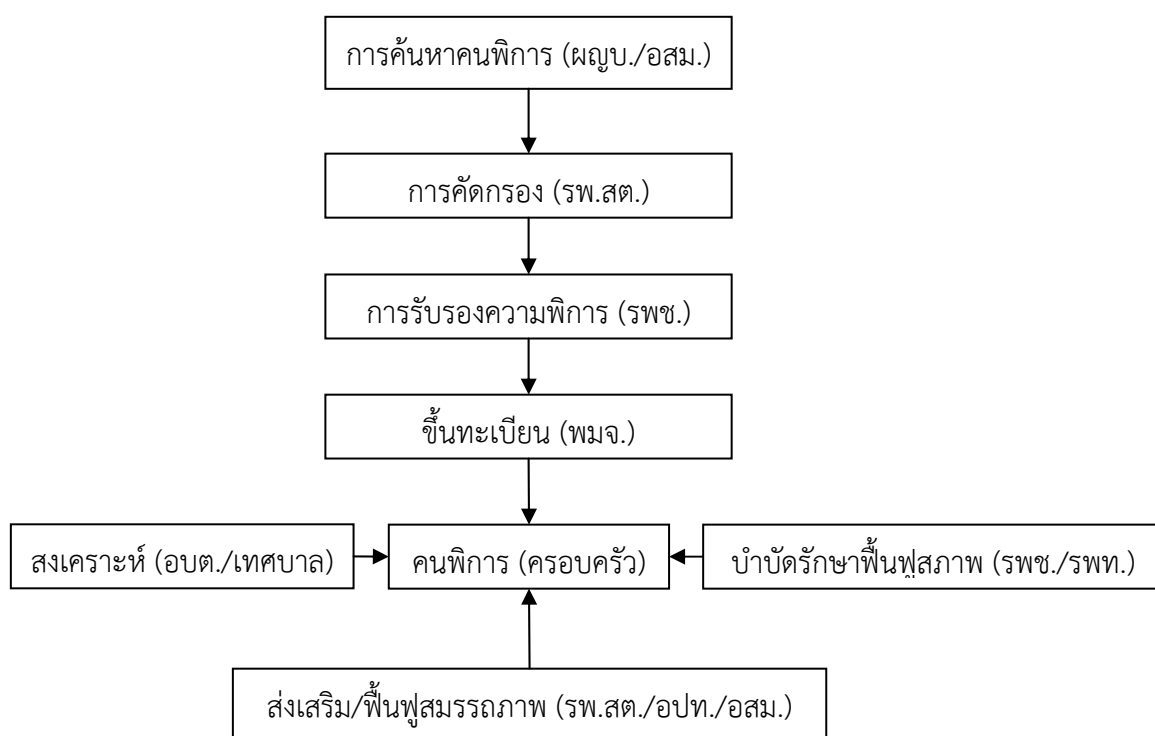 การค้นหาคนพิการ (ผญบ./อสม.)
การคัดกรอง (รพ.สต.)
การรับรองความพิการ (รพช.)
ขึ้นทะเบียน (พมจ.)
สงเคราะห์ (อบต./เทศบาล)
คนพิการ (ครอบครัว)
บำบัดรักษาฟื้นฟูสภาพ (รพช./รพท.)
ส่งเสริม/ฟื้นฟูสมรรถภาพ (รพ.สต./อปท./อสม.)